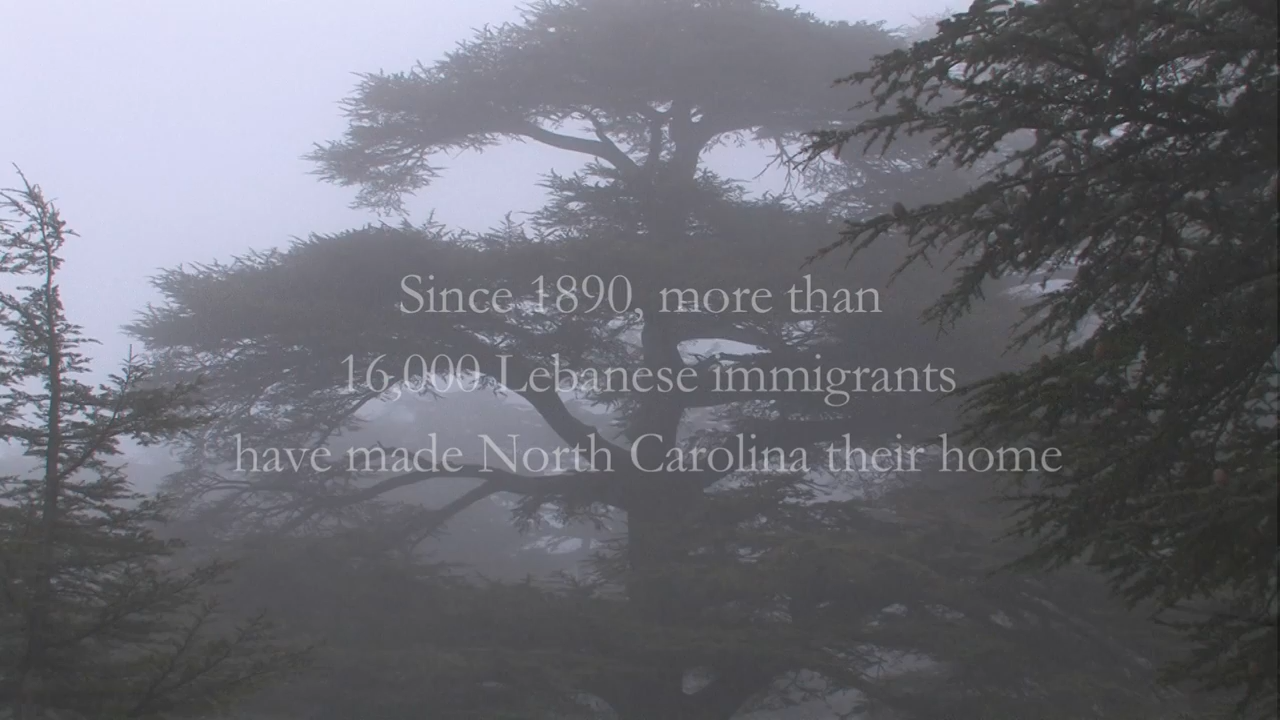 Since 1890, more than
16,000 Lebanese immigrants
have made North Carolina their home